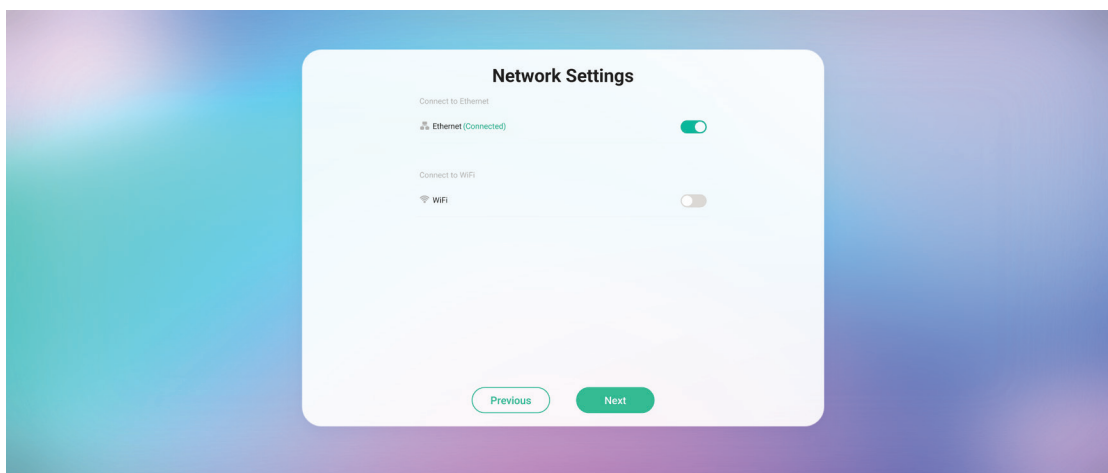 Network Settings
Connect to Ethernet
Ethernet (Connected)
Connect to WiFi
WiFi
Previous Next